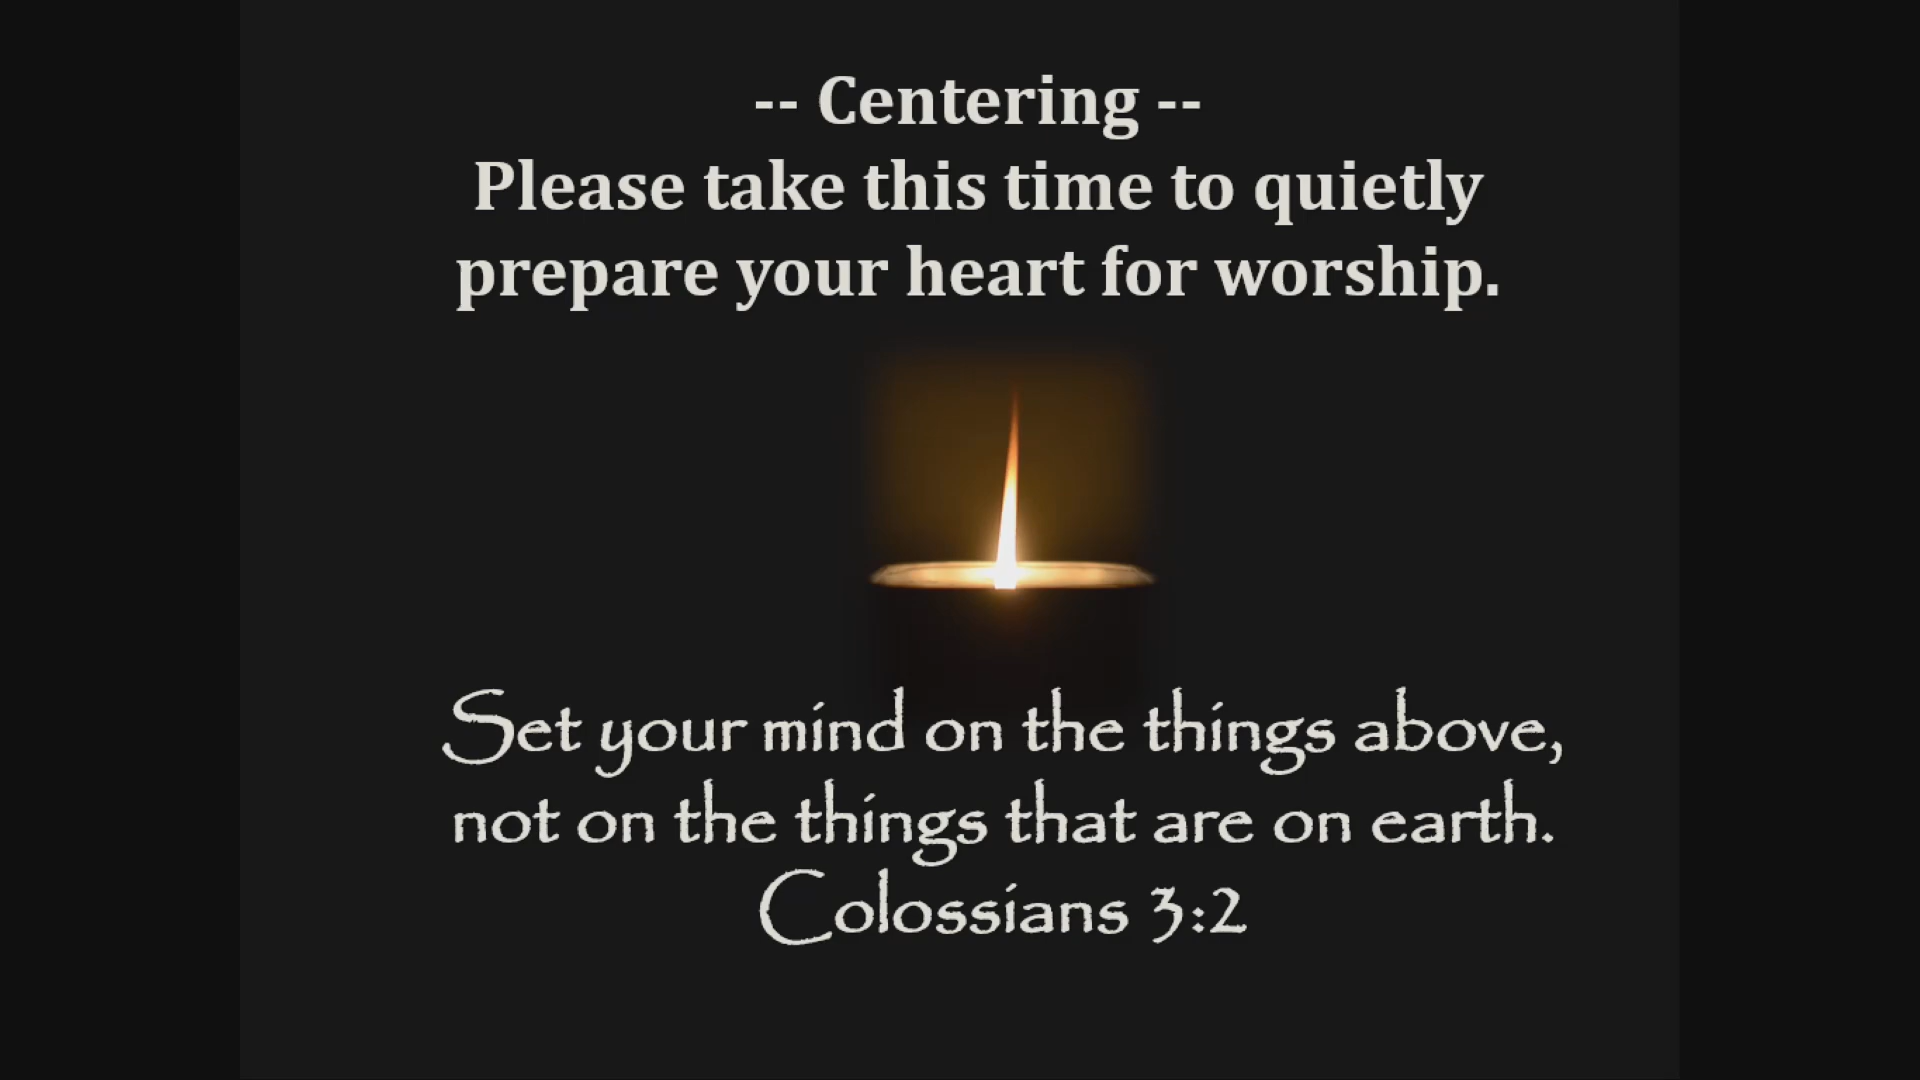 -- Centering --
Please take this time to quietly
prepare your heart for worship.
Set your mind on the things above,
not on the things that are on earth.
Colossians 3:2